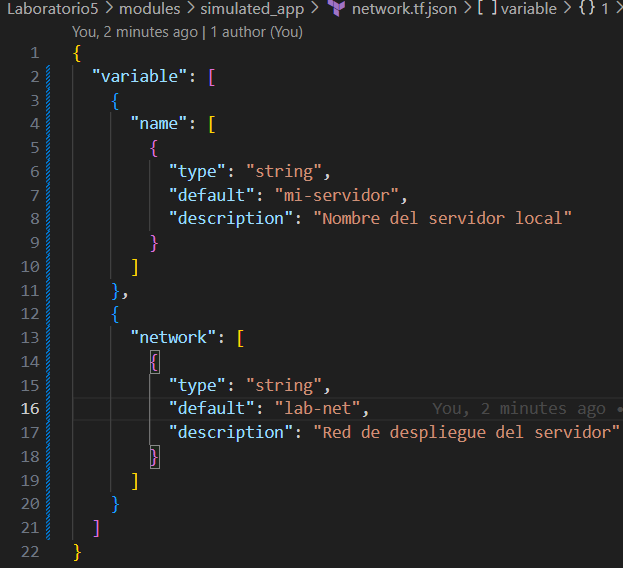 Laboratorio5 > modules > simulated_app > network.tf.json > [ ] variable > {} 1 >
You, 2 minutes ago | 1 author (You)
1 {
2 "variable": [
3 {
4 "name": [
5 {
6 "type": "string",
7 "default": "mi-servidor",
8 "description": "Nombre del servidor local"
9 }
10 ]
11 },
12 {
13 "network": [
14 {
15 "type": "string",
16 "default": "lab-net", You, 2 minutes ago •
17 "description": "Red de despliegue del servidor"
18 }
19 ]
20 }
21 ]
22 }